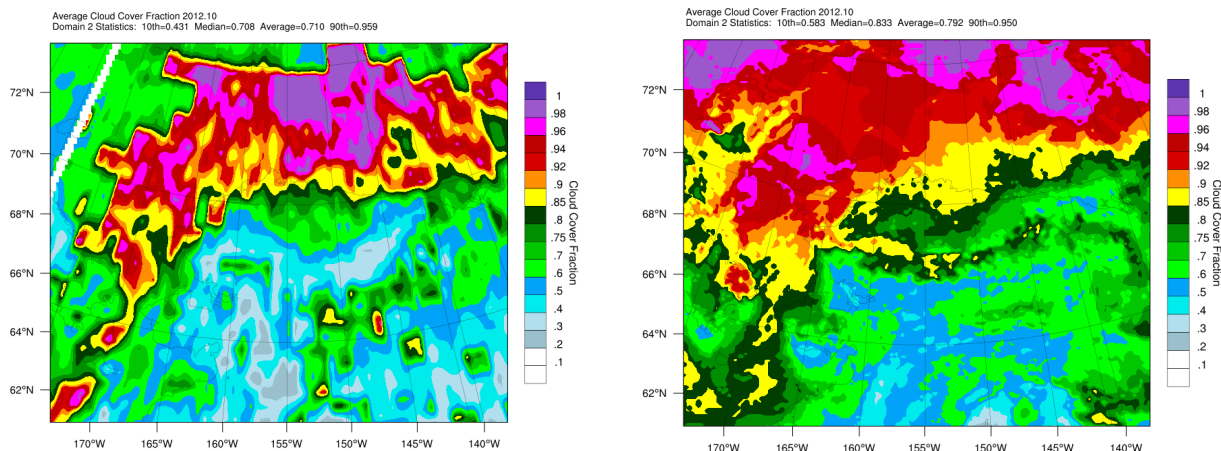 Average Cloud Cover Fraction 2012.10
Domain 2 Statistics: 10th=0.431 Median=0.708 Average=0.710 90th=0.959
72°N
70°N
68°N
66°N
64°N
62°N
170°W 165°W 160°W 155°W 150°W 145°W 140°W
1
.98
.96
.94
.92
.9
.85
.8
.75
.7
.6
.5
.4
.3
.2
.1
Cloud Cover Fraction
Average Cloud Cover Fraction 2012.10
Domain 2 Statistics: 10th=0.583 Median=0.833 Average=0.792 90th=0.950
72°N
70°N
68°N
66°N
64°N
62°N
170°W 165°W 160°W 155°W 150°W 145°W 140°W
1
.98
.96
.94
.92
.9
.85
.8
.75
.7
.6
.5
.4
.3
.2
.1
Cloud Cover Fraction